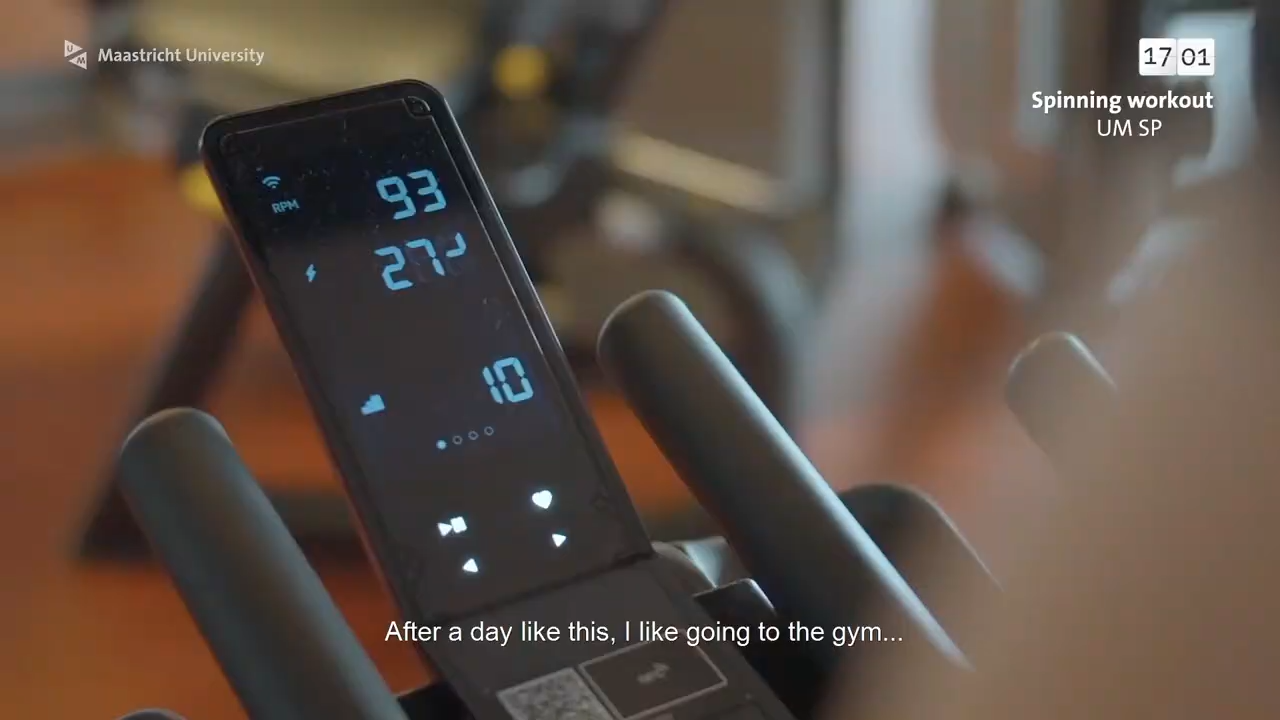 Maastricht University
17 01
Spinning workout
UM SP
RPM
93
10
After a day like this, I like going to the gym...